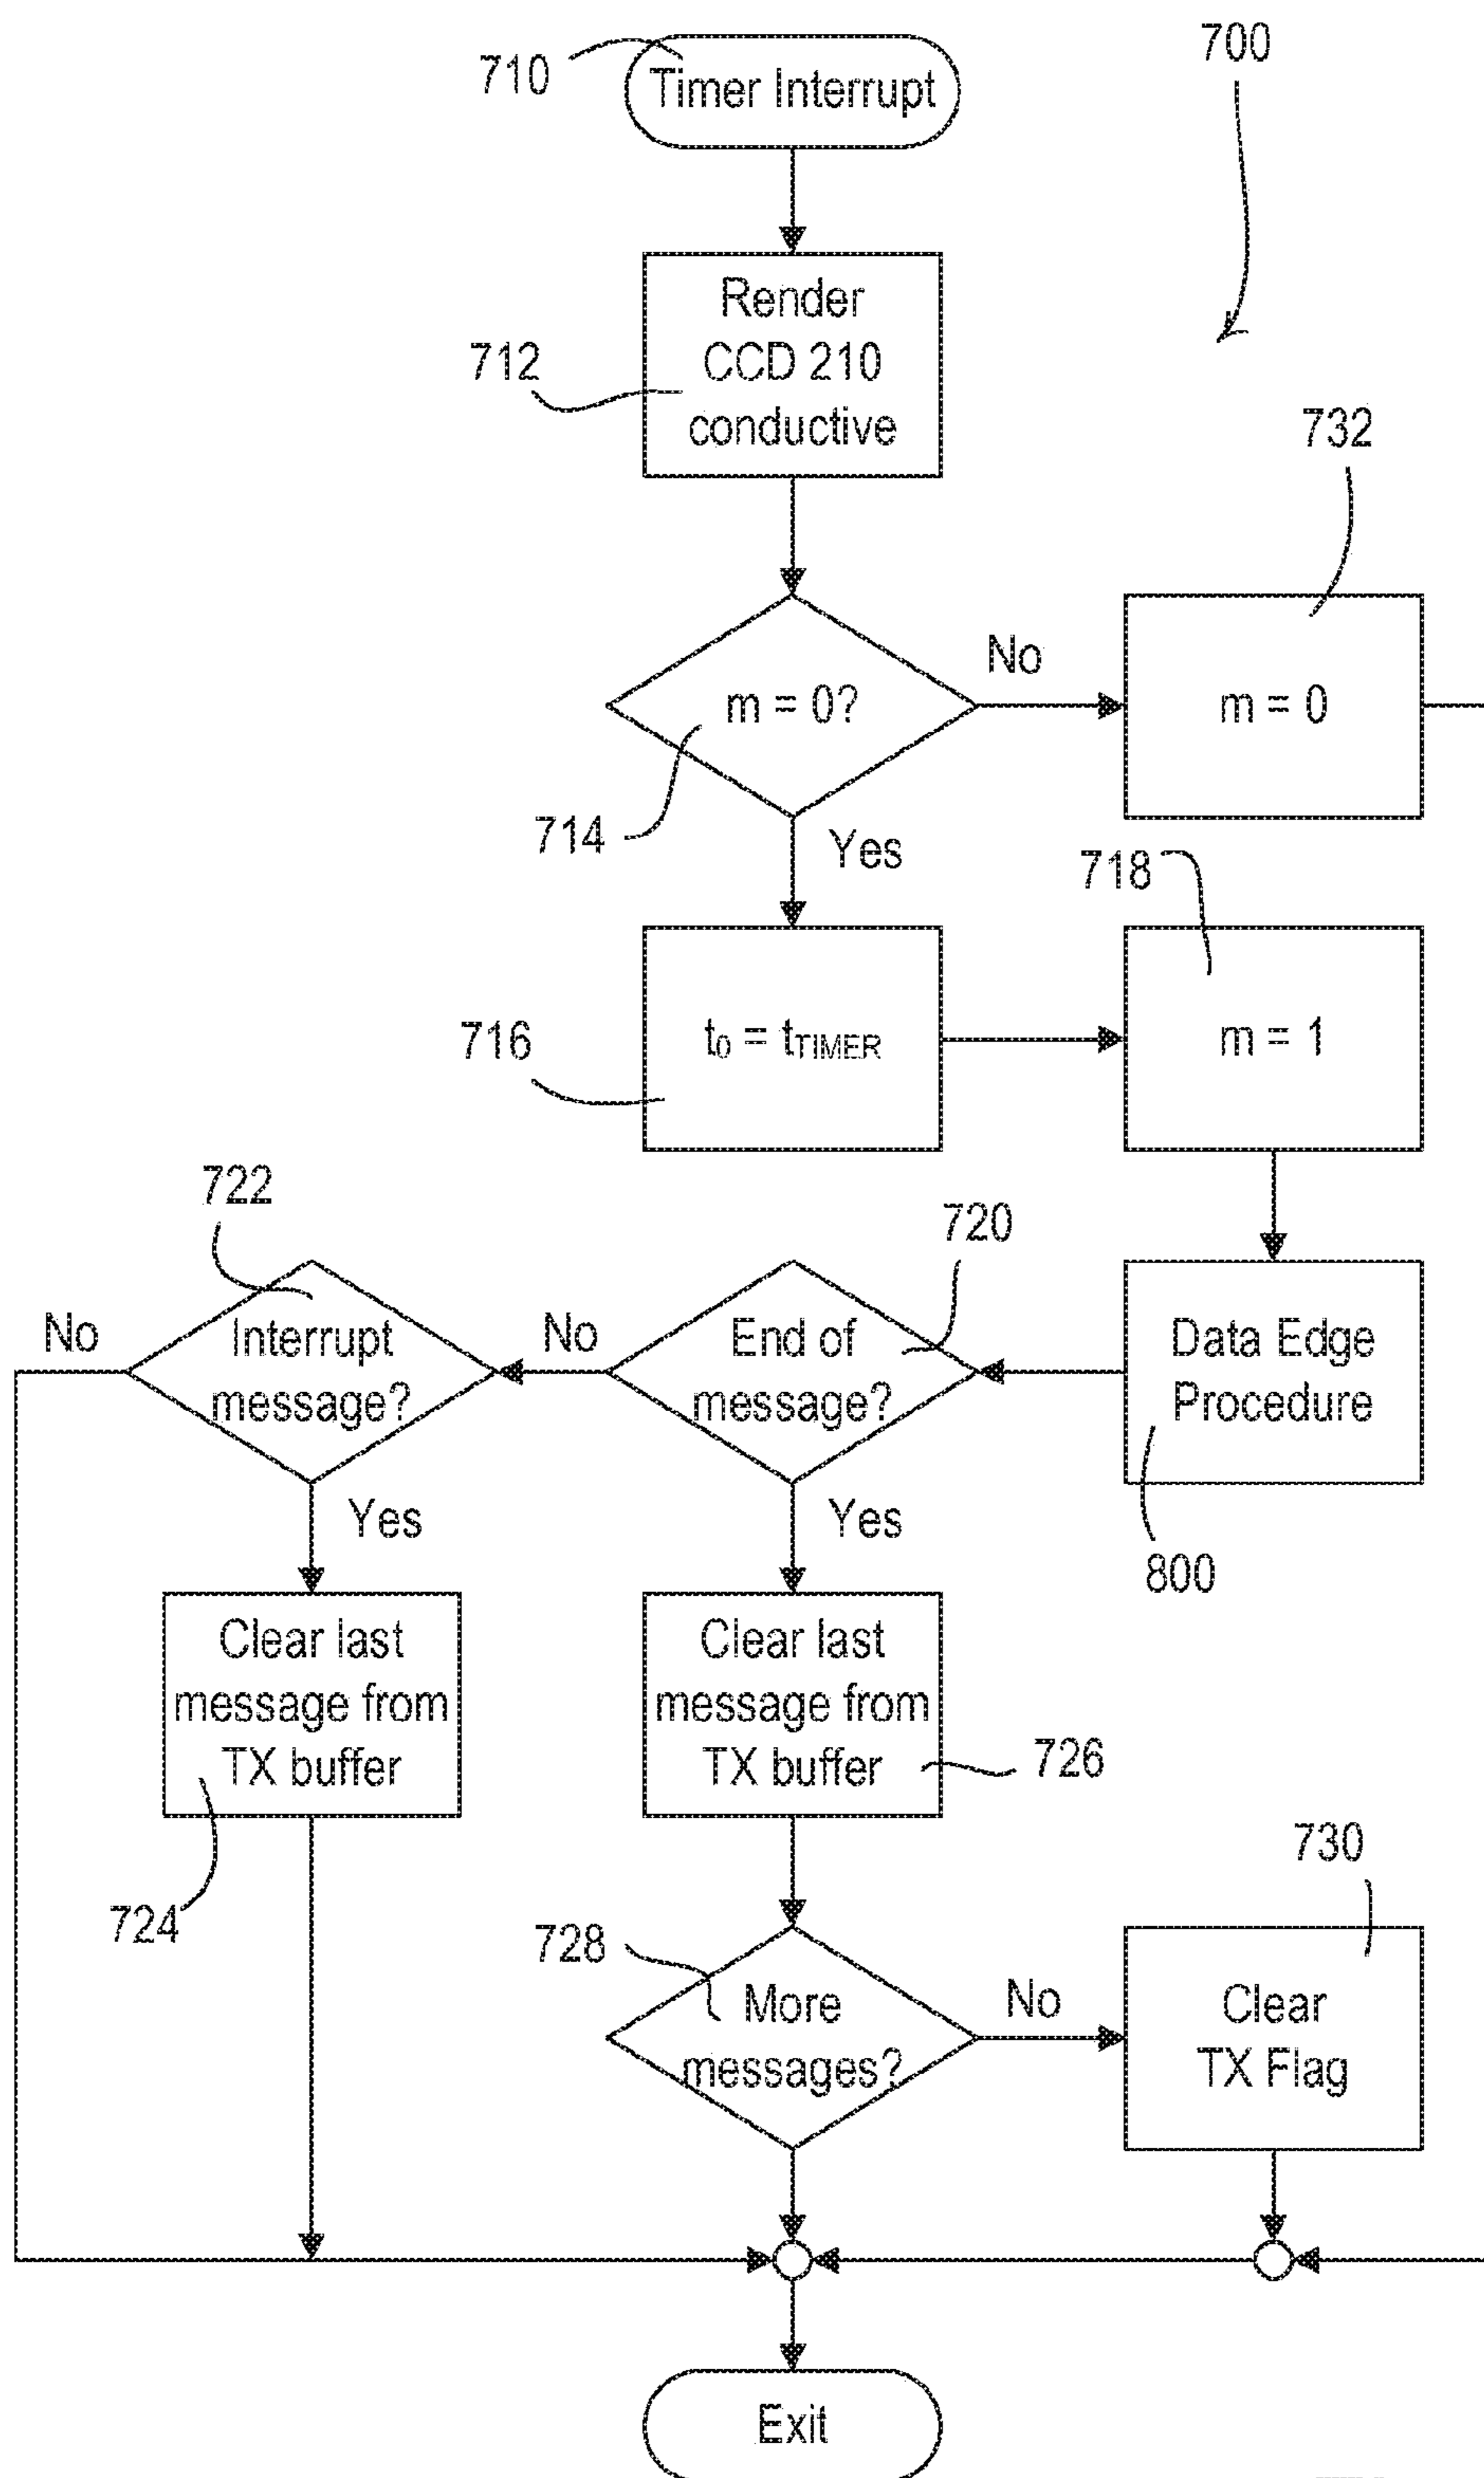 700
710
Timer Interrupt
712
Render
CCD 210
conductive
732
m = 0?
No
m = 0
714
Yes
718
716
t₀ = tTIMER
m = 1
722
720
No
Interrupt
message?
No
End of
message?
Data Edge
Procedure
Yes
Yes
800
Clear last
message from
TX buffer
Clear last
message from
TX buffer
726
724
730
728
More
messages?
No
Clear
TX Flag
Exit